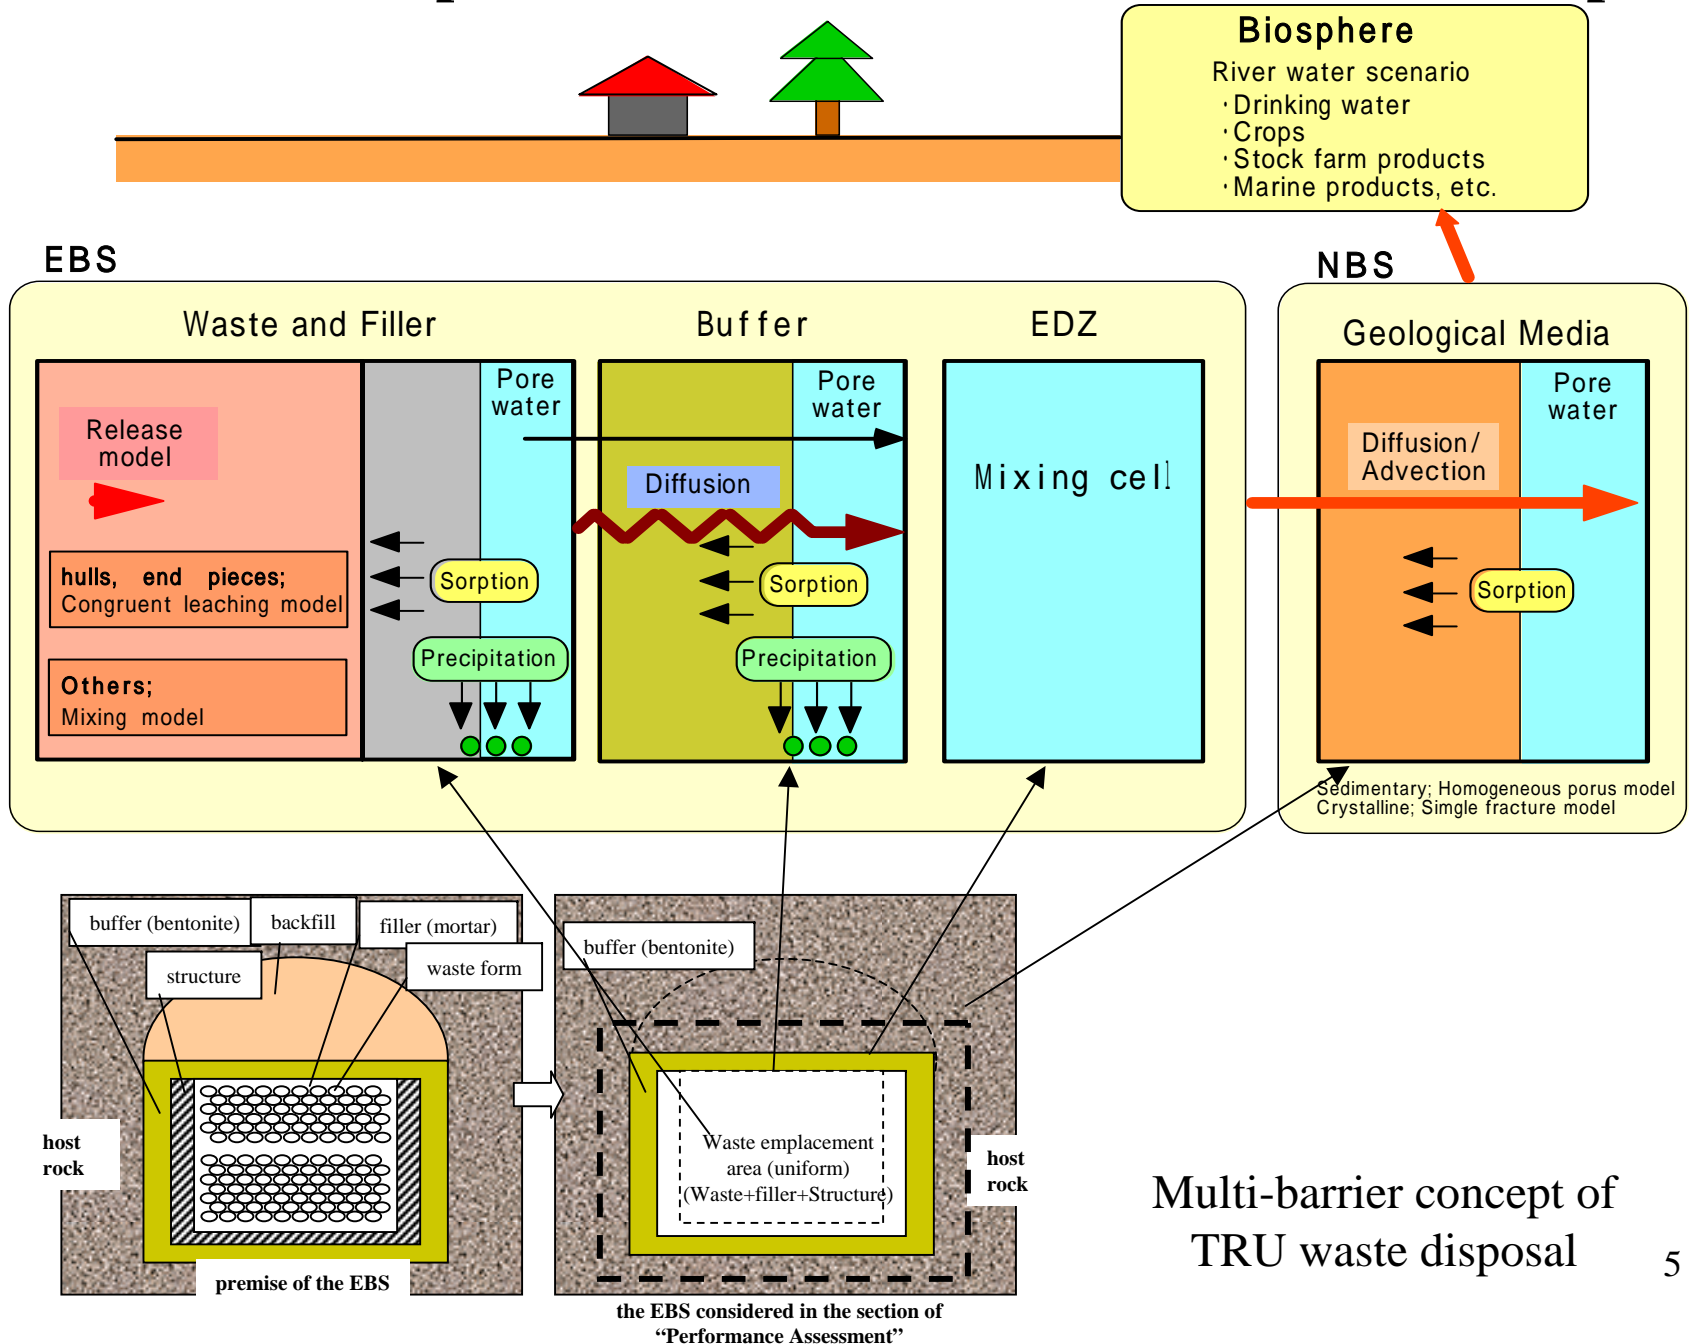 Biosphere
River water scenario
·Drinking water
·Crops
·Stock farm products
·Marine products, etc.
EBS
NBS
Waste and Filler
Buffer
EDZ
Geological Media
Pore
water
Release
model
hulls, end pieces;
Congruent leaching model
Others;
Mixing model
Sorption
Precipitation
Pore
water
Diffusion
Sorption
Precipitation
Mixing cell
Pore
water
Diffusion/
Advection
Sorption
Sedimentary; Homogeneous porus model
Crystalline; Simgle fracture model
buffer (bentonite)
backfill
filler (mortar)
structure
waste form
host
rock
premise of the EBS
buffer (bentonite)
Waste emplacement
area (uniform)
(Waste+filler+Structure)
host
rock
the EBS considered in the section of
“Performance Assessment”
Multi-barrier concept of
TRU waste disposal
5